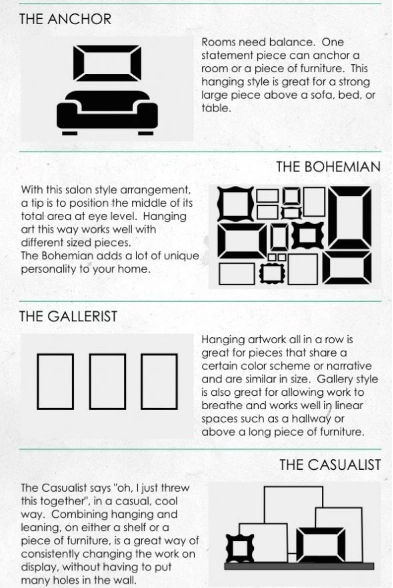 THE ANCHOR
Rooms need balance.  One
statement piece can anchor a
room or a piece of furniture.  This
hanging style is great for a strong
large piece above a sofa, bed, or
table.
THE BOHEMIAN
With this salon style arrangement,
a tip is to position the middle of its
total area at eye level.  Hanging
art this way works well with
different sized pieces.
The Bohemian adds a lot of unique
personality to your home.
THE GALLERIST
Hanging artwork all in a row is
great for pieces that share a
certain color scheme or narrative
and are similar in size.  Gallery style
is also great for allowing work to
breathe and works well in linear
spaces such as a hallway or
above a long piece of furniture.
THE CASUALIST
The Casualist says "oh, I just threw
this together", in a casual, cool
way.  Combining hanging and
leaning, on either a shelf or a
piece of furniture, is a great way of
consistently changing the work on
display, without having to put
many holes in the wall.